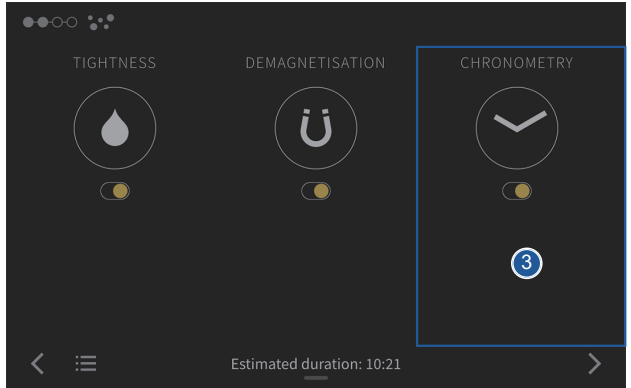 TIGHTNESS
DEMAGNETISATION
CHRONOMETRY
3
Estimated duration: 10:21